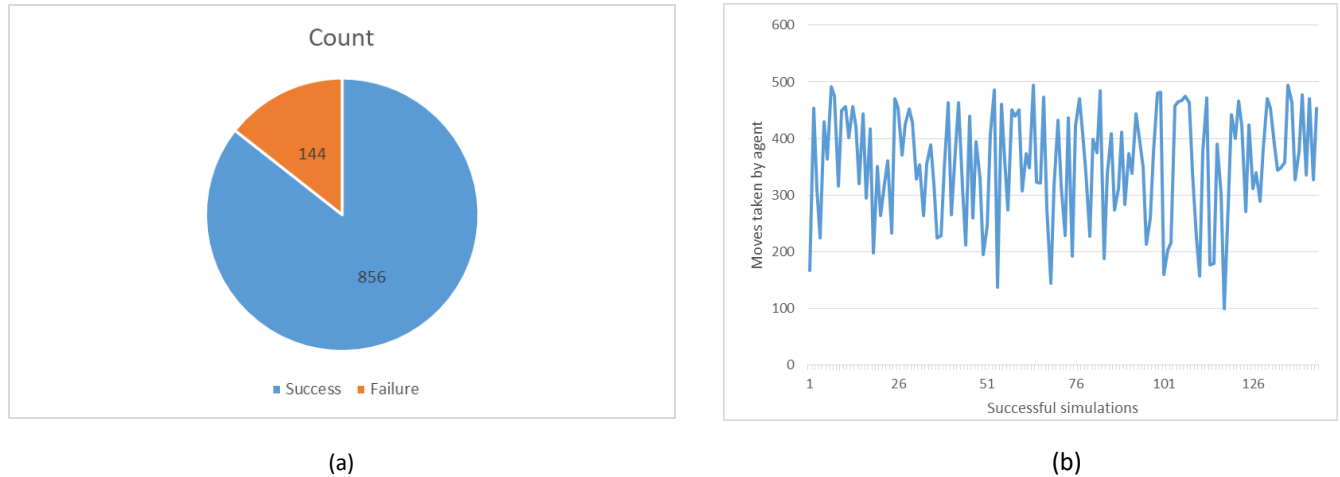 Count
144
856
Success Failure
(a)
600
500
400
300
200
100
0
Moves taken by agent
1 26 51 76 101 126
Successful simulations
(b)